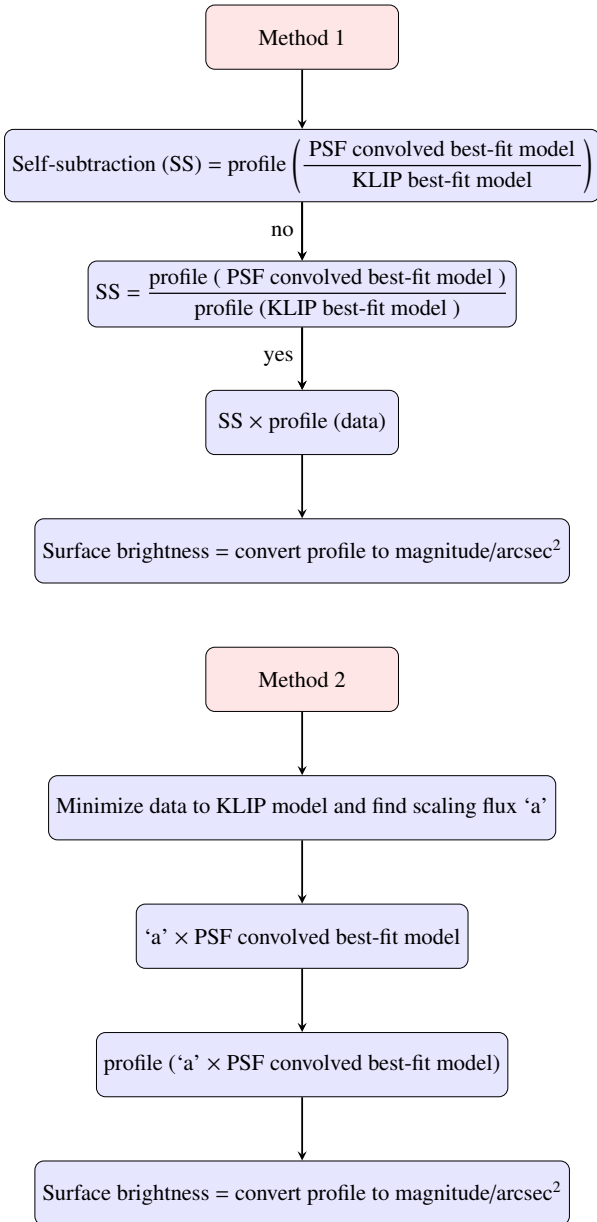 Method 1
Self-subtraction (SS) = profile ( PSF convolved best-fit model / KLIP best-fit model )
no
SS = profile ( PSF convolved best-fit model ) / profile (KLIP best-fit model )
yes
SS × profile (data)
Surface brightness = convert profile to magnitude/arcsec²
Method 2
Minimize data to KLIP model and find scaling flux ‘a’
‘a’ × PSF convolved best-fit model
profile (‘a’ × PSF convolved best-fit model)
Surface brightness = convert profile to magnitude/arcsec²